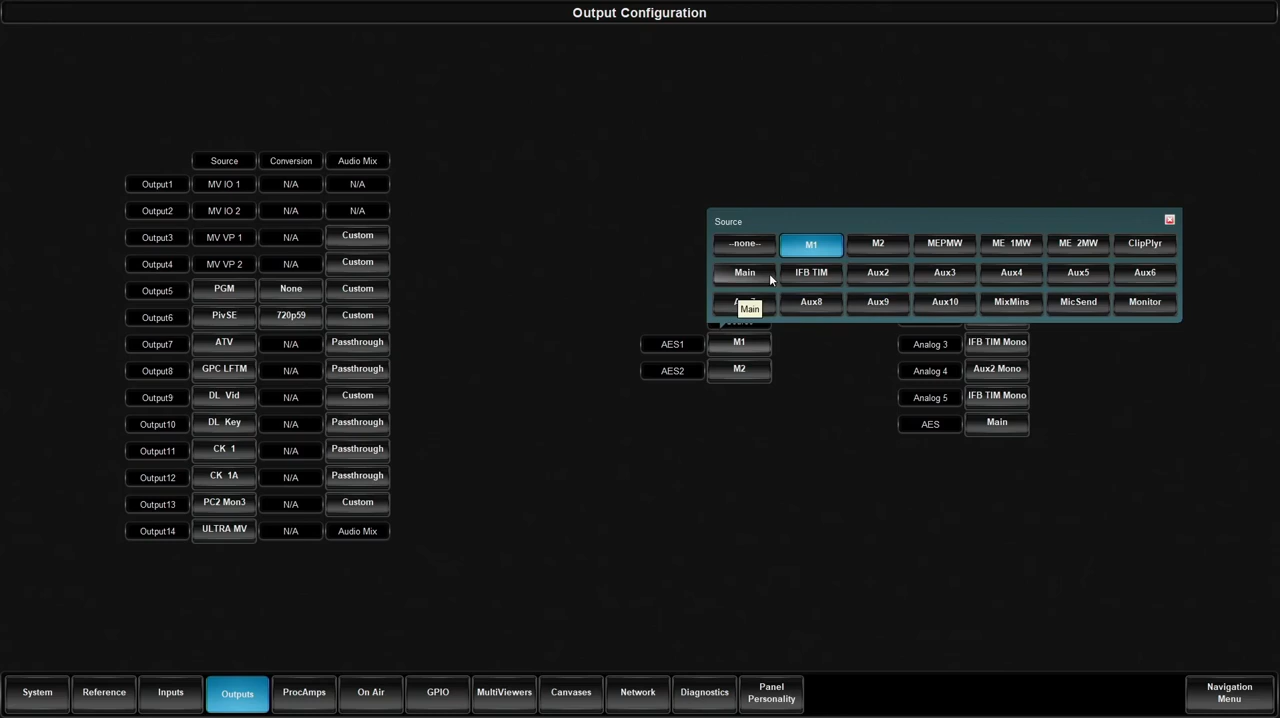 Output Configuration
Source Conversion Audio Mix
Output1 MV IO 1 N/A N/A
Output2 MV IO 2 N/A N/A
Output3 MV VP 1 N/A Custom
Output4 MV VP 2 N/A Custom
Output5 PGM None Custom
Output6 PivSE 720p59 Custom
Output7 ATV N/A Passthrough
Output8 GPC LFTM N/A Passthrough
Output9 DL Vid N/A Custom
Output10 DL Key N/A Passthrough
Output11 CK 1 N/A Passthrough
Output12 CK 1A N/A Passthrough
Output13 PC2 Mon3 N/A Custom
Output14 ULTRA MV N/A Audio Mix
Source
--none-- M1 M2 MEPMW ME 1MW ME 2MW ClipPlyr
Main IFB TIM Aux2 Aux3 Aux4 Aux5 Aux6
Aux8 Aux9 Aux10 MixMins MicSend Monitor
Main
AES1 M1
AES2 M2
Analog 3 IFB TIM Mono
Analog 4 Aux2 Mono
Analog 5 IFB TIM Mono
AES Main
System Reference Inputs Outputs ProcAmps On Air GPIO MultiViewers Canvases Network Diagnostics Panel Personality Navigation Menu